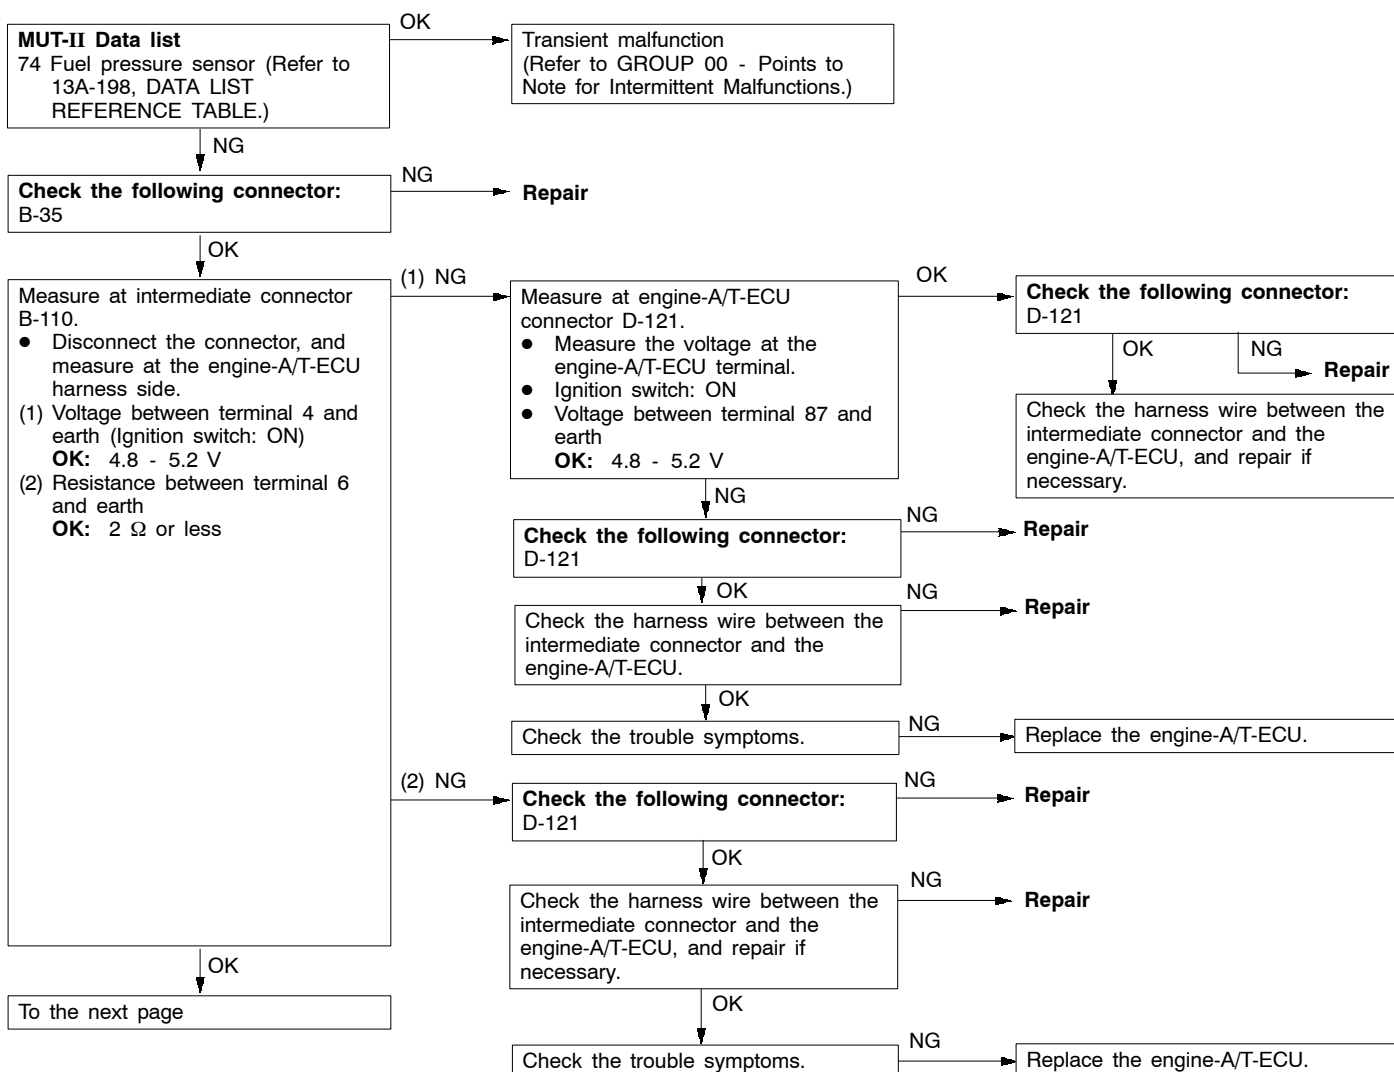 MUT-II Data list
74 Fuel pressure sensor (Refer to
13A-198, DATA LIST
REFERENCE TABLE.)
OK
Transient malfunction
(Refer to GROUP 00 - Points to
Note for Intermittent Malfunctions.)
NG
Check the following connector:
B-35
NG
Repair
OK
Measure at intermediate connector
B-110.
● Disconnect the connector, and
measure at the engine-A/T-ECU
harness side.
(1) Voltage between terminal 4 and
earth (Ignition switch: ON)
OK: 4.8 - 5.2 V
(2) Resistance between terminal 6
and earth
OK: 2 Ω or less
(1) NG
Measure at engine-A/T-ECU
connector D-121.
● Measure the voltage at the
engine-A/T-ECU terminal.
● Ignition switch: ON
● Voltage between terminal 87 and
earth
OK: 4.8 - 5.2 V
OK
Check the following connector:
D-121
OK
NG
Repair
Check the harness wire between the
intermediate connector and the
engine-A/T-ECU, and repair if
necessary.
NG
Check the following connector:
D-121
NG
Repair
OK
Check the harness wire between the
intermediate connector and the
engine-A/T-ECU.
NG
Repair
OK
Check the trouble symptoms.
NG
Replace the engine-A/T-ECU.
(2) NG
Check the following connector:
D-121
NG
Repair
OK
Check the harness wire between the
intermediate connector and the
engine-A/T-ECU, and repair if
necessary.
NG
Repair
OK
Check the trouble symptoms.
NG
Replace the engine-A/T-ECU.
OK
To the next page